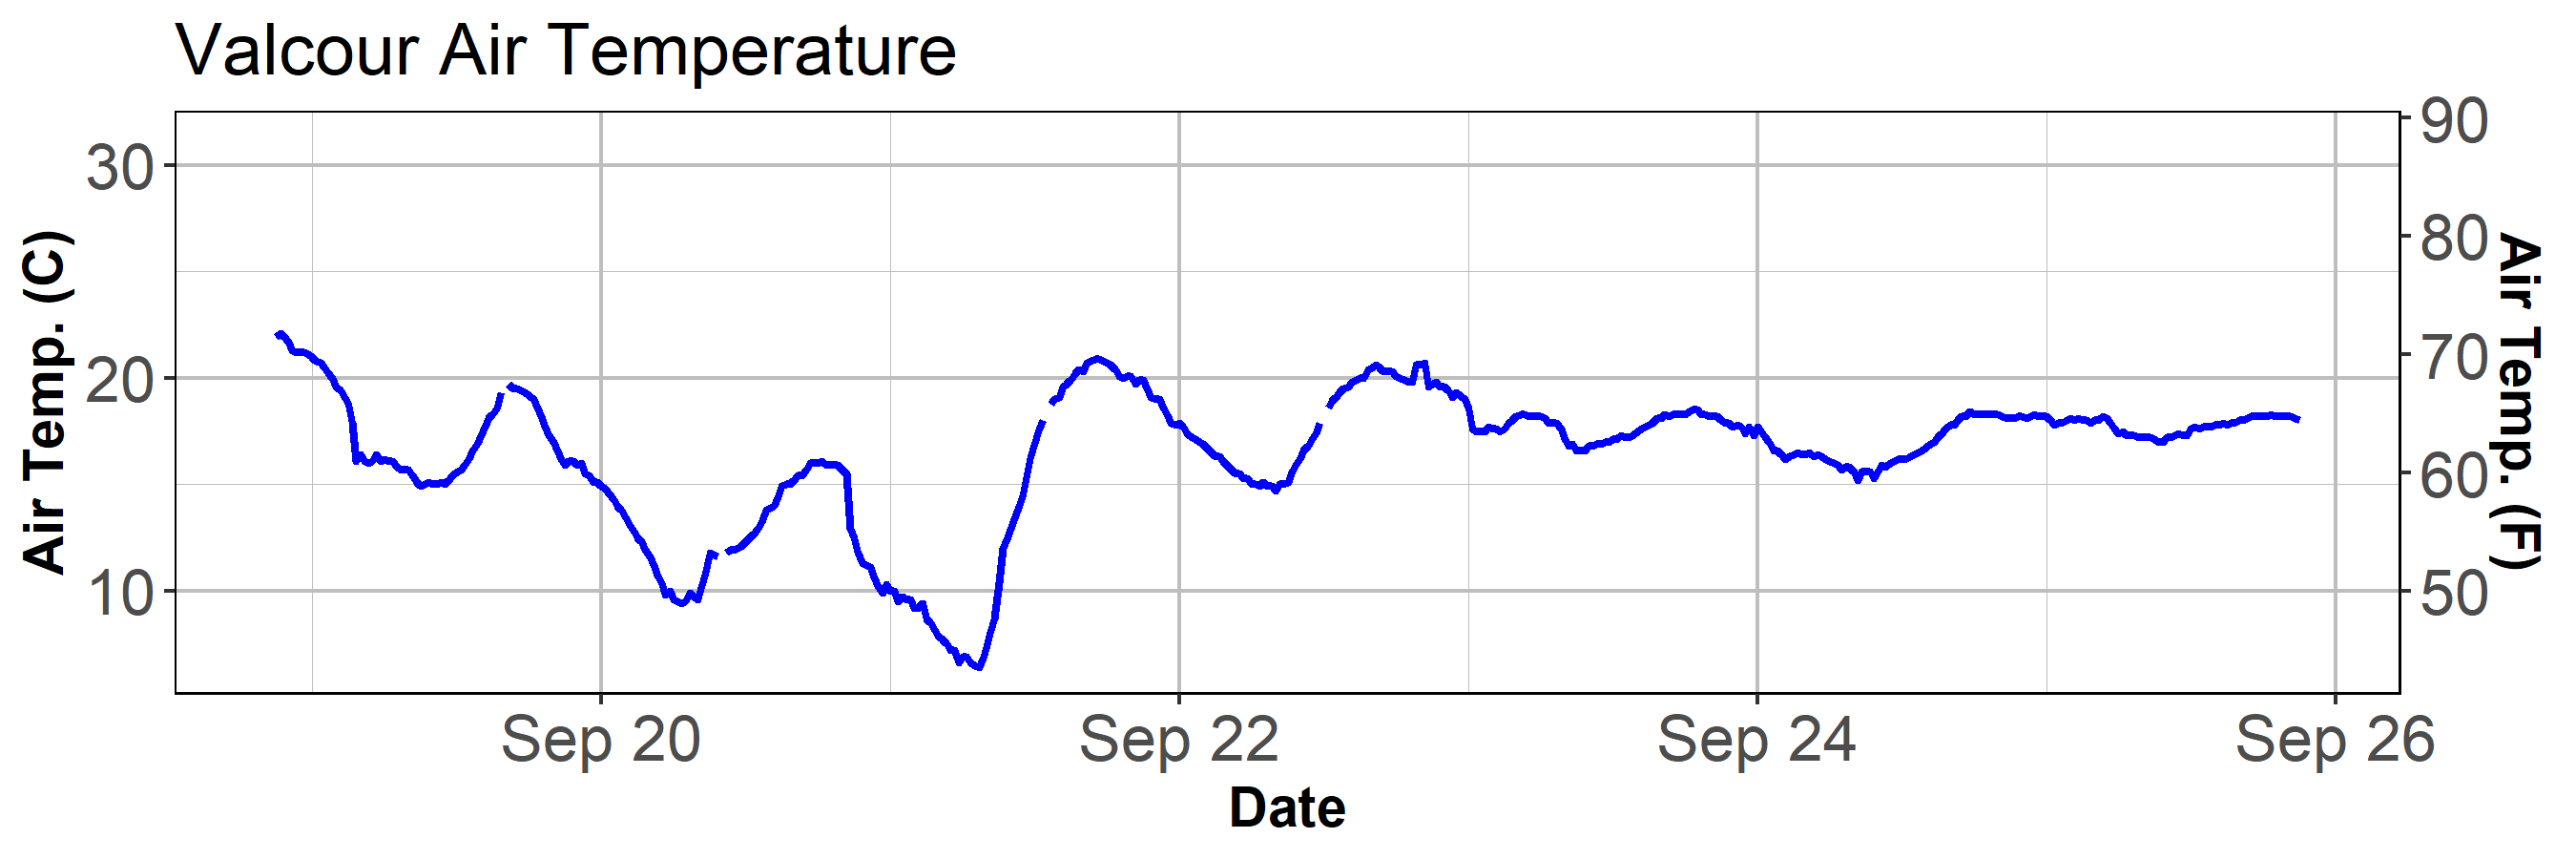 Valcour Air Temperature
Air Temp. (C)
30
20
10
90
80
70
60
50
Air Temp. (F)
Sep 20
Sep 22
Sep 24
Sep 26
Date